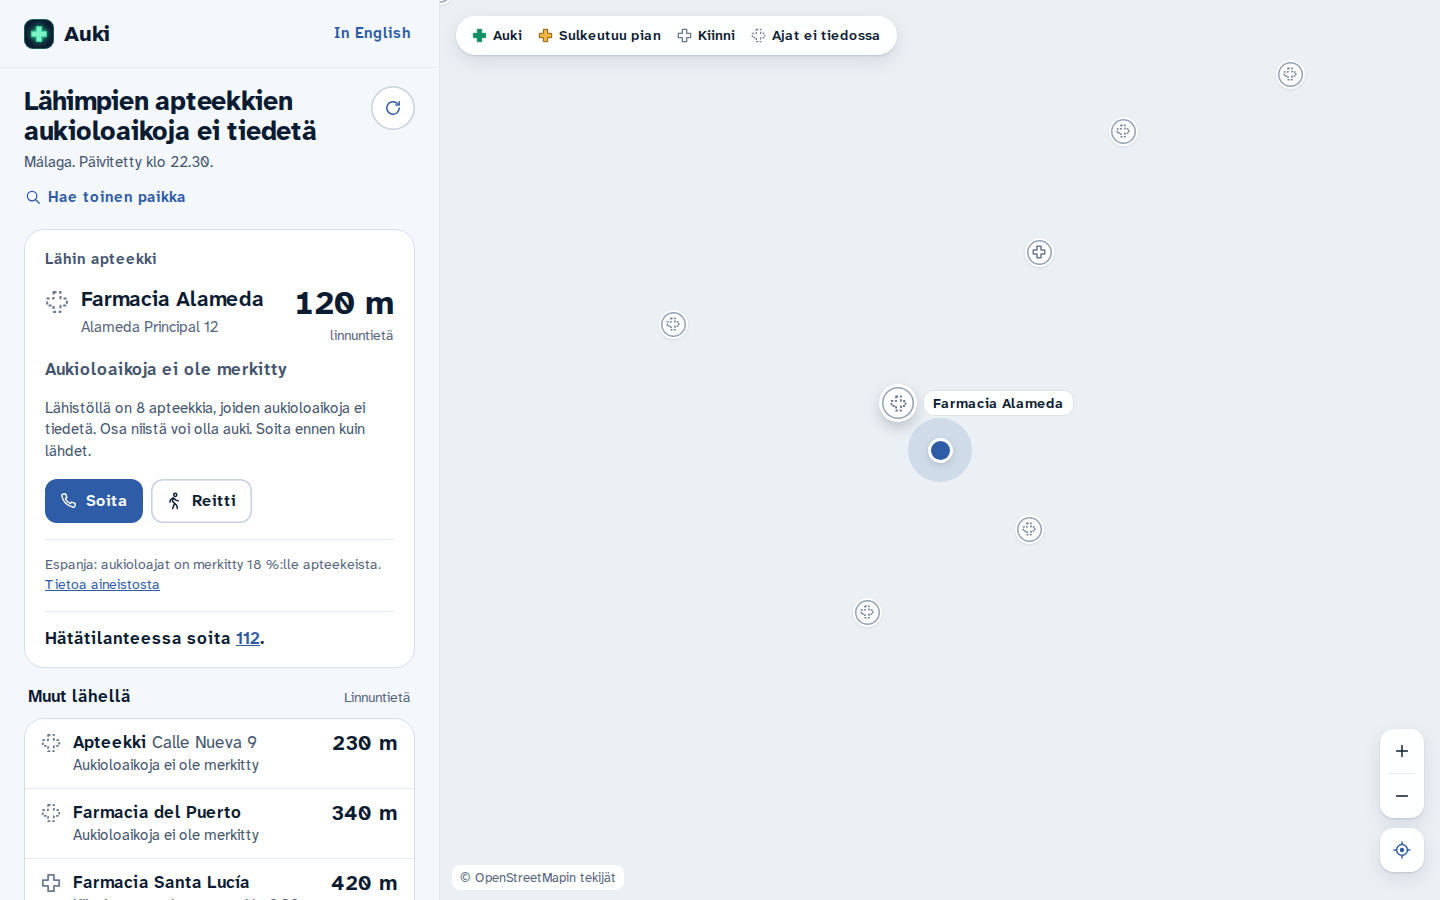 Auki
In English
Lähimpien apteekkien
aukioloaikoja ei tiedetä
Málaga. Päivitetty klo 22.30.
Hae toinen paikka
Lähin apteekki
Farmacia Alameda
120 m
Alameda Principal 12
linnuntietä
Aukioloaikoja ei ole merkitty
Lähistöllä on 8 apteekkia, joiden aukioloaikoja ei
tiedetä. Osa niistä voi olla auki. Soita ennen kuin
lähdet.
Soita
Reitti
Espanja: aukioloajat on merkitty 18 %:lle apteekeista.
Tietoa aineistosta
Hätätilanteessa soita 112.
Muut lähellä
Linnuntietä
Apteekki Calle Nueva 9
230 m
Aukioloaikoja ei ole merkitty
Farmacia del Puerto
340 m
Aukioloaikoja ei ole merkitty
Farmacia Santa Lucía
420 m
Auki
Sulkeutuu pian
Kiinni
Ajat ei tiedossa
Farmacia Alameda
+
−
© OpenStreetMapin tekijät